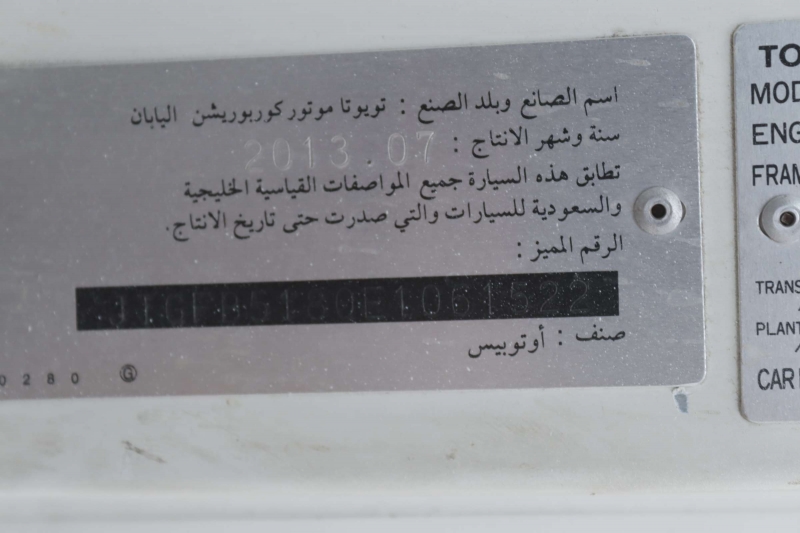 اسم الصانع وبلد الصنع : تويوتا موتور كوربوريشن اليابان
سنة وشهر الانتاج : 2013.07
تطابق هذه السيارة جميع المواصفات القياسية الخليجية
والسعودية للسيارات والتي صدرت حتى تاريخ الانتاج.
الرقم المميز :
صنف : أوتوبيس
0280 G
TO
MOD
ENG
FRAM
TRANS
PLANT
CAR